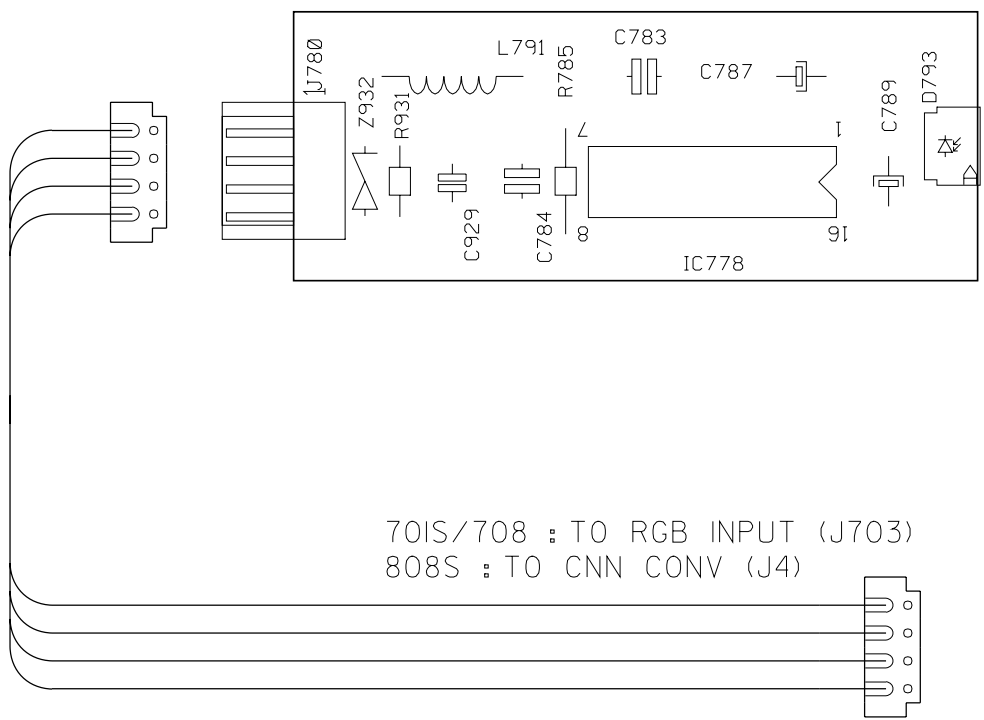 J780
1
Z932
R931
L791
R785
C783
C787
C789
D793
7
1
C929
C784
8
16
IC778
701S/708 : TO RGB INPUT (J703)
808S : TO CNN CONV (J4)